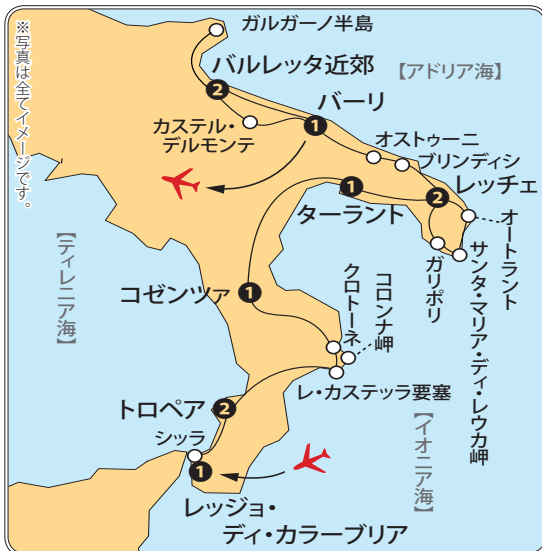 ※写真は全てイメージです。
ガルガーノ半島
バルレッタ近郊
【アドリア海】
2
バーリ
1
カステル・
デルモンテ
オストゥーニ
ブリンディシ
レッチェ
2
1
ターラント
オートラント
サンタ・マリア・ディ・レウカ岬
ガリポリ
【ティレニア海】
コゼンツァ
1
コロンナ岬
クロトーネ
レ・カステッラ要塞
トロペア
2
【イオニア海】
シッラ
1
レッジョ・
ディ・カラーブリア